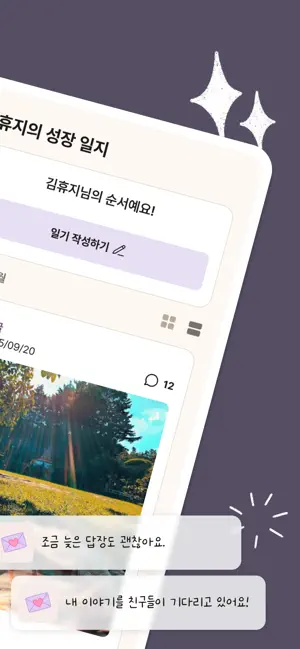 휴지의 성장 일지
김휴지님의 순서예요!
일기 작성하기
월
5/09/20
12
조금 늦은 답장도 괜찮아요.
내 이야기를 친구들이 기다리고 있어요!